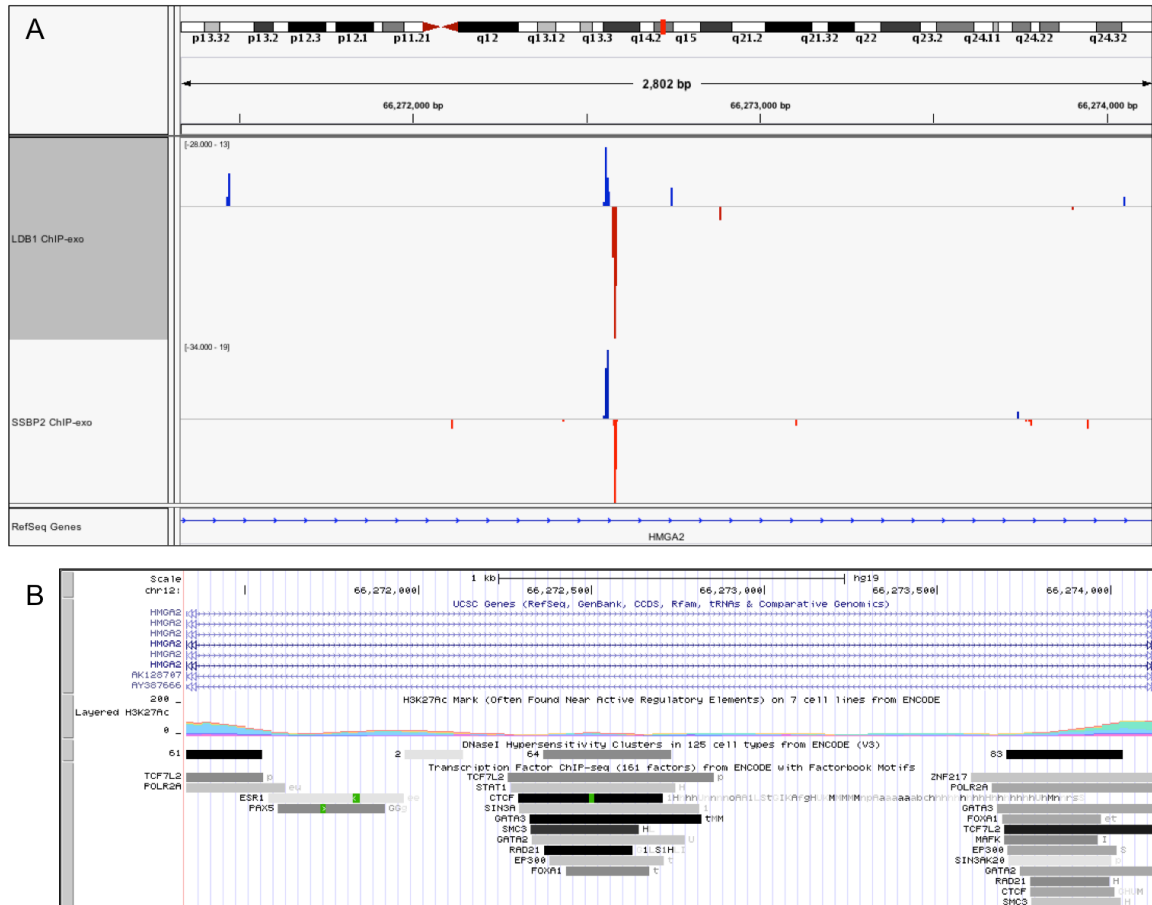 A
p13.32 p13.2 p12.3 p12.1 p11.21 q12 q13.12 q13.3 q14.2 q15 q21.2 q21.32 q22 q23.2 q24.11 q24.22 q24.32
2,802 bp
66,272,000 bp 66,273,000 bp 66,274,000 bp
[-28.000 - 13]
LDB1 ChIP-exo
[-34.000 - 19]
SSBP2 ChIP-exo
RefSeq Genes
HMGA2
B
Scale 1 kb hg19
chr12: 66,272,000 66,272,500 66,273,000 66,273,500 66,274,000
UCSC Genes (RefSeq, GenBank, CCDS, Rfam, tRNAs & Comparative Genomics)
HMGA2
HMGA2
HMGA2
HMGA2
HMGA2
HMGA2
AK128707
AY387666
H3K27Ac Mark (Often Found Near Active Regulatory Elements) on 7 cell lines from ENCODE
200 _
Layered H3K27Ac
0 _
DNaseI Hypersensitivity Clusters in 125 cell types from ENCODE (V3)
61 2 64 83
Transcription Factor ChIP-seq (161 factors) from ENCODE with Factorbook Motifs
TCF7L2 p TCF7L2 p ZNF217
POLR2A STAT1 H POLR2A
ESR1 CTCF GATA3
PAX5 GG SIN3A FOXA1 et
GATA3 tMM TCF7L2
SMC3 H MAFK I
GATA2 U EP300 S
RAD21 SIN3AK20
EP300 t GATA2
FOXA1 t RAD21 H
CTCF
SMC3 H